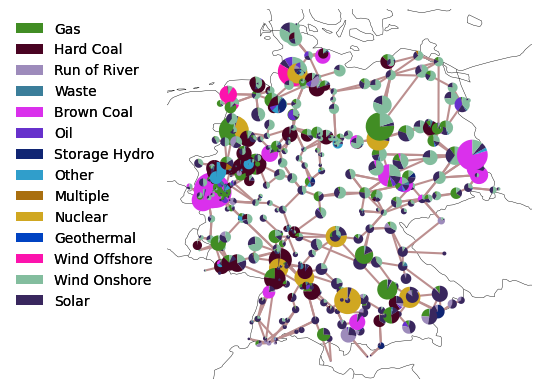 Gas
Hard Coal
Run of River
Waste
Brown Coal
Oil
Storage Hydro
Other
Multiple
Nuclear
Geothermal
Wind Offshore
Wind Onshore
Solar